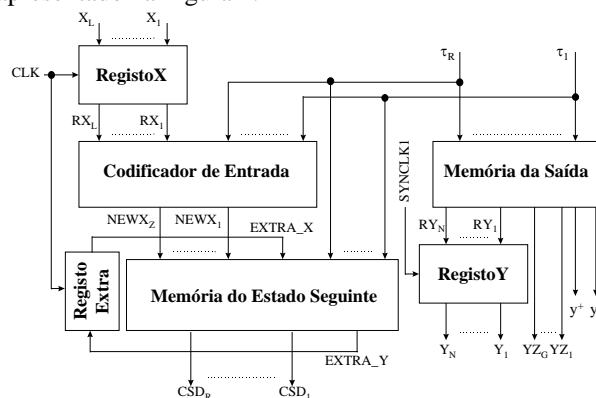 X_L X_1
τ_R τ_1
CLK
RegistoX
RX_L RX_1
Codificador de Entrada
SYNCLK1
Memória da Saída
NEWX_Z NEWX_1
EXTRA_X
RY_N RY_1
Registo Extra
Memória do Estado Seguinte
RegistoY
y⁺ y
EXTRA_Y
Y_N Y_1 YZ_G YZ_1
CSD_R CSD_1